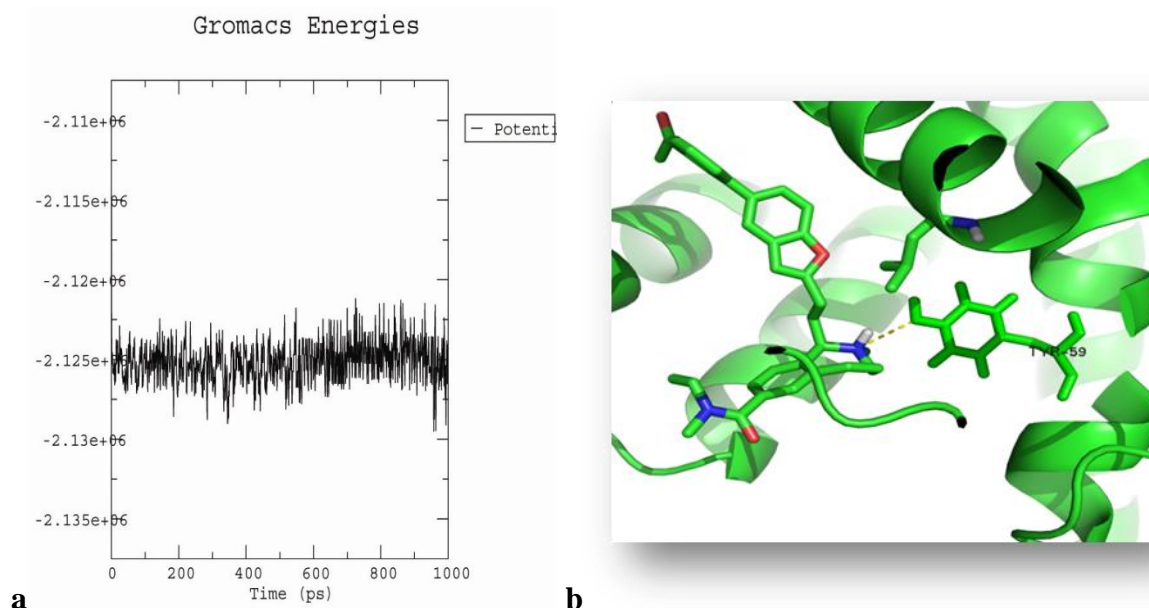 Gromacs Energies
-2.11e+06
— Potenti
-2.115e+06
-2.12e+06
-2.125e+06
-2.13e+06
-2.135e+06
0 200 400 600 800 1000
Time (ps)
TYR-59
a b